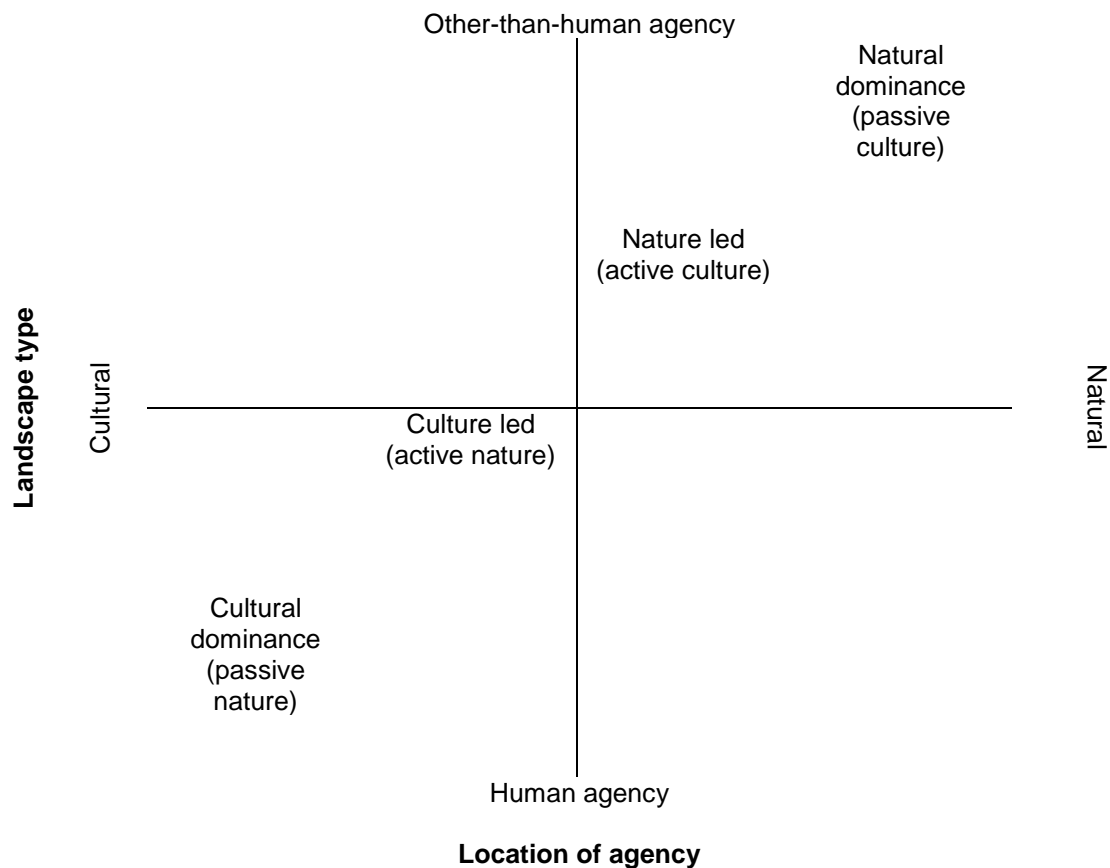 Other-than-human agency
Natural
dominance
(passive
culture)
Nature led
(active culture)
Landscape type
Cultural
Natural
Culture led
(active nature)
Cultural
dominance
(passive
nature)
Human agency
Location of agency